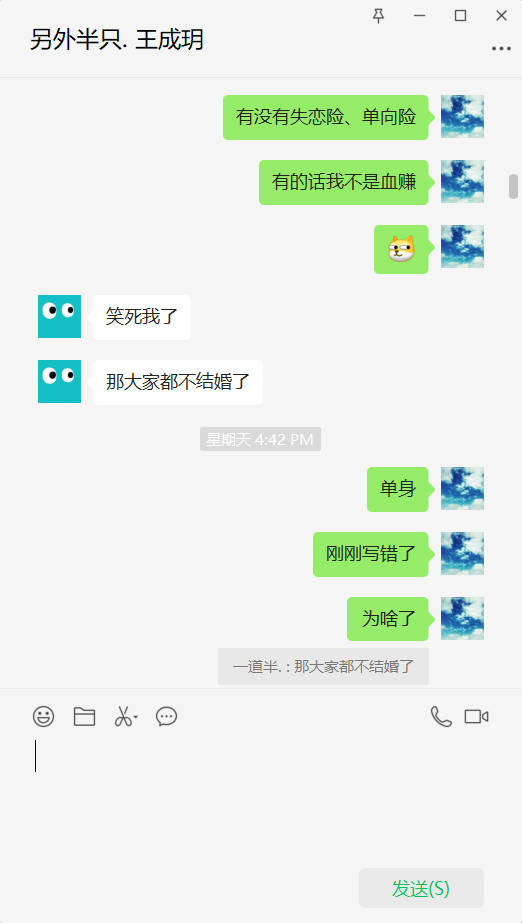 另外半只. 王成玥
有没有失恋险、单向险
有的话我不是血赚
笑死我了
那大家都不结婚了
星期天 4:42 PM
单身
刚刚写错了
为啥了
一道半. : 那大家都不结婚了
发送(S)